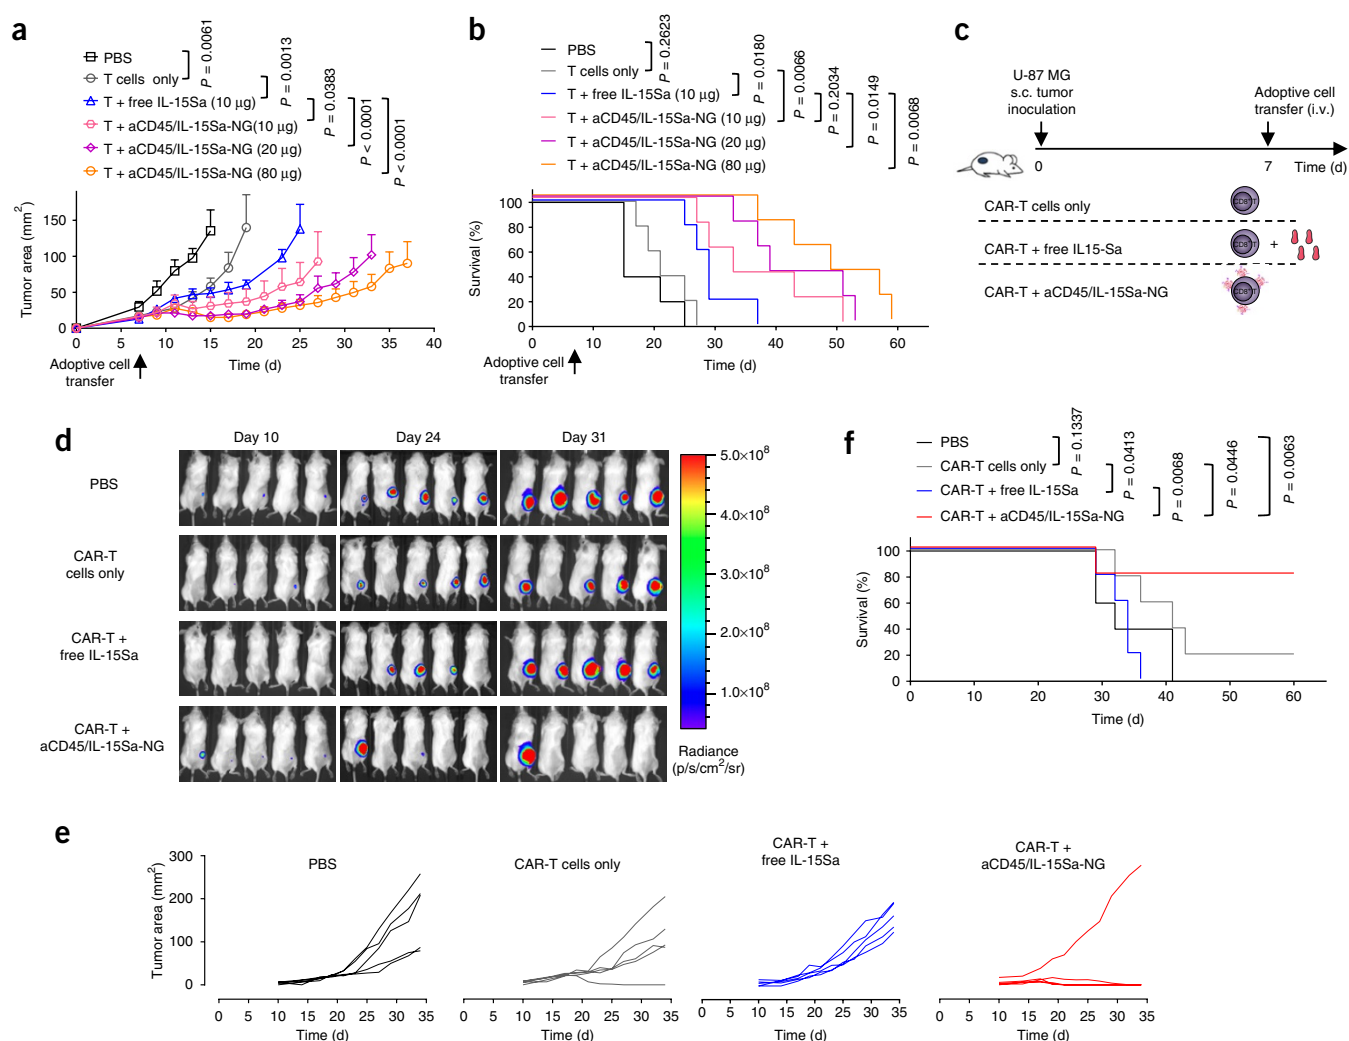 a
PBS
T cells only
T + free IL-15Sa (10 μg)
T + aCD45/IL-15Sa-NG(10 μg)
T + aCD45/IL-15Sa-NG (20 μg)
T + aCD45/IL-15Sa-NG (80 μg)
P = 0.0061
P = 0.0013
P = 0.0383
P < 0.0001
P < 0.0001
Tumor area (mm²)
150
100
50
0
0 5 10 15 20 25 30 35 40
Time (d)
Adoptive cell
transfer
b
PBS
T cells only
T + free IL-15Sa (10 μg)
T + aCD45/IL-15Sa-NG (10 μg)
T + aCD45/IL-15Sa-NG (20 μg)
T + aCD45/IL-15Sa-NG (80 μg)
P = 0.2623
P = 0.0180
P = 0.0066
P = 0.2034
P = 0.0149
P = 0.0068
Survival (%)
100
80
60
40
20
0
0 10 20 30 40 50 60
Time (d)
Adoptive cell
transfer
c
U-87 MG
s.c. tumor
inoculation
Adoptive cell
transfer (i.v.)
0 7 Time (d)
CAR-T cells only
CD8⁺T
CAR-T + free IL15-Sa
CD8⁺T
+
CAR-T + aCD45/IL-15Sa-NG
CD8⁺T
d
Day 10 Day 24 Day 31
PBS
CAR-T
cells only
CAR-T +
free IL-15Sa
CAR-T +
aCD45/IL-15Sa-NG
5.0×10⁸
4.0×10⁸
3.0×10⁸
2.0×10⁸
1.0×10⁸
Radiance
(p/s/cm²/sr)
f
PBS
CAR-T cells only
CAR-T + free IL-15Sa
CAR-T + aCD45/IL-15Sa-NG
P = 0.1337
P = 0.0413
P = 0.0068
P = 0.0446
P = 0.0063
Survival (%)
100
80
60
40
20
0
0 10 20 30 40 50 60
Time (d)
e
Tumor area (mm²)
300
200
100
0
PBS
0 5 10 15 20 25 30 35
Time (d)
CAR-T cells only
0 5 10 15 20 25 30 35
Time (d)
CAR-T +
free IL-15Sa
0 5 10 15 20 25 30 35
Time (d)
CAR-T +
aCD45/IL-15Sa-NG
0 5 10 15 20 25 30 35
Time (d)